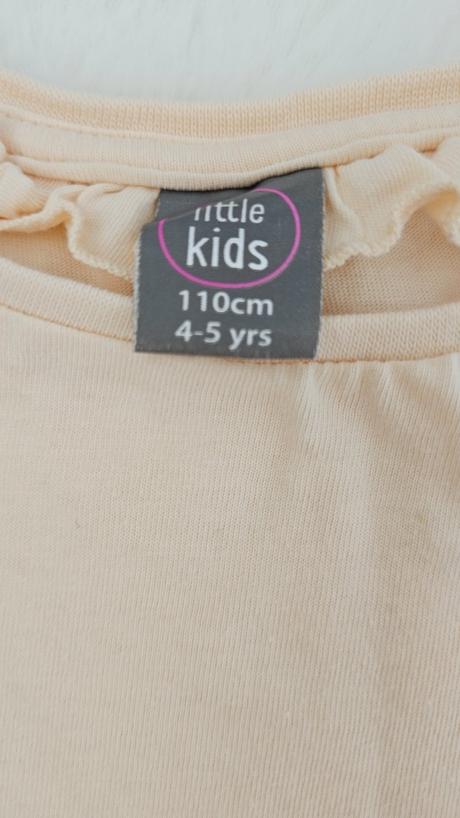 little
kids
110cm
4-5 yrs